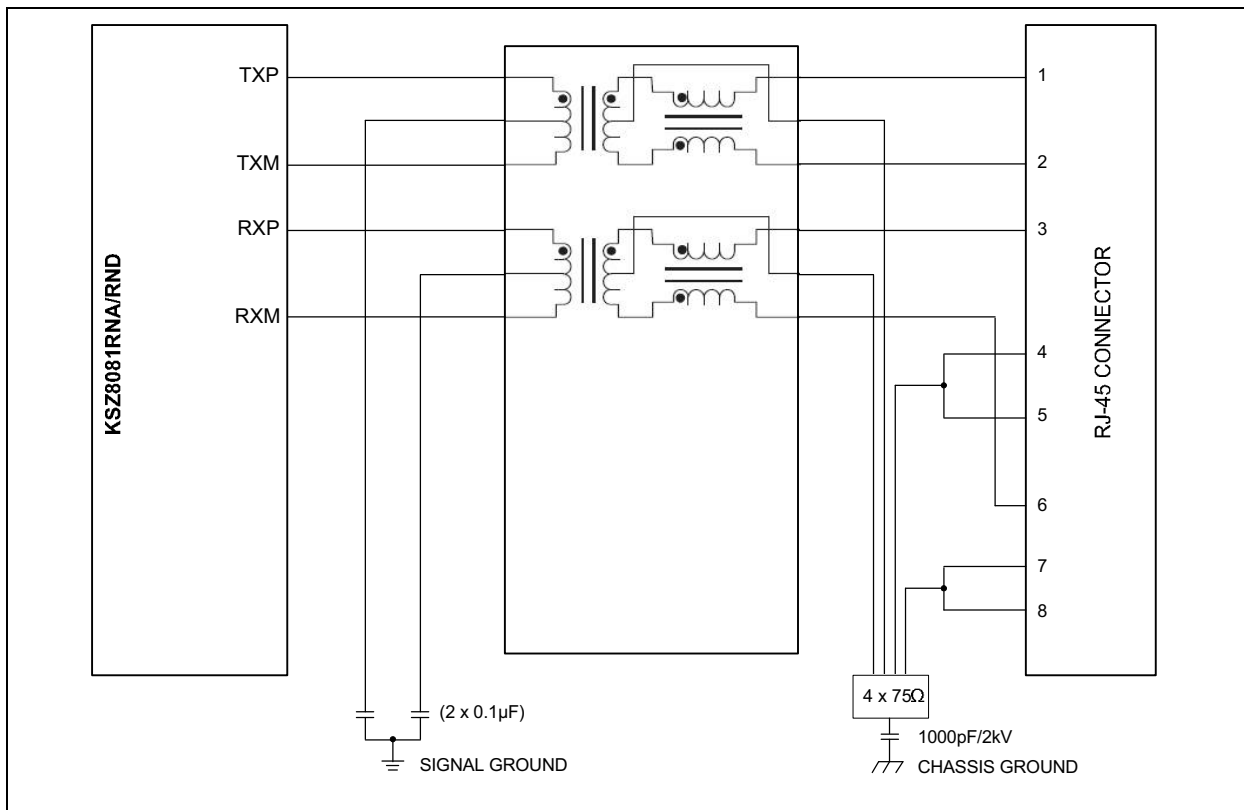 KSZ8081RNA/RND
TXP
TXM
RXP
RXM
1
2
3
4
5
6
7
8
RJ-45 CONNECTOR
(2 x 0.1µF)
SIGNAL GROUND
4 x 75Ω
1000pF/2kV
CHASSIS GROUND